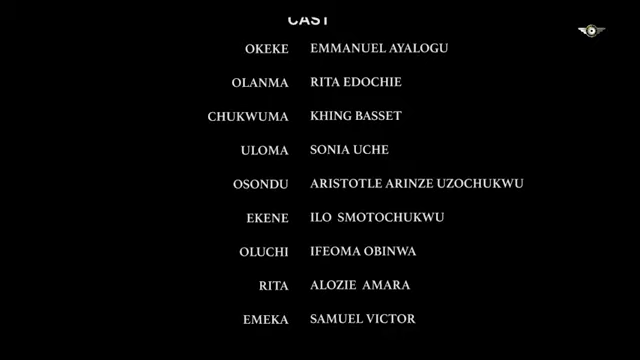 CAST
OKEKE EMMANUEL AYALOGU
OLANMA RITA EDOCHIE
CHUKWUMA KHING BASSET
ULOMA SONIA UCHE
OSONDU ARISTOTLE ARINZE UZOCHUKWU
EKENE ILO SMOTOCHUKWU
OLUCHI IFEOMA OBINWA
RITA ALOZIE AMARA
EMEKA SAMUEL VICTOR